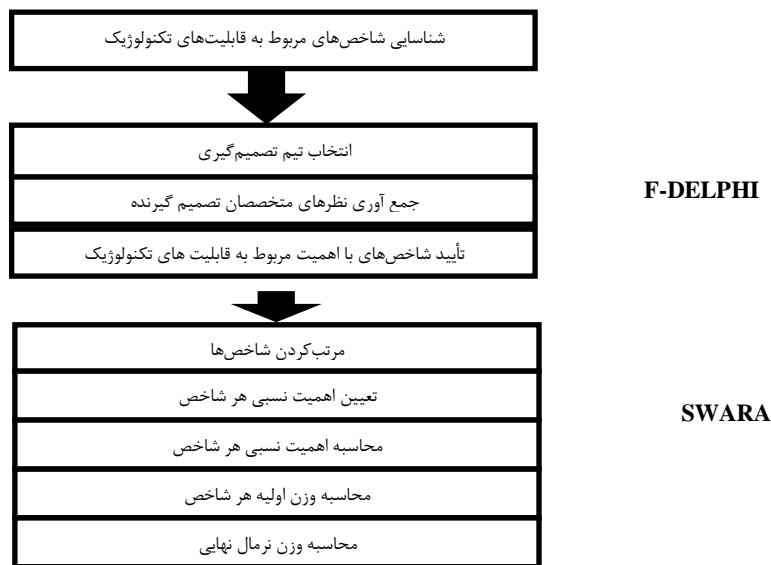 شناسایی شاخص‌های مربوط به قابلیت‌های تکنولوژیک
انتخاب تیم تصمیم‌گیری
جمع آوری نظرهای متخصصان تصمیم گیرنده
تأیید شاخص‌های با اهمیت مربوط به قابلیت های تکنولوژیک
F-DELPHI
مرتب‌کردن شاخص‌ها
تعیین اهمیت نسبی هر شاخص
محاسبه اهمیت نسبی هر شاخص
محاسبه وزن اولیه هر شاخص
محاسبه وزن نرمال نهایی
SWARA